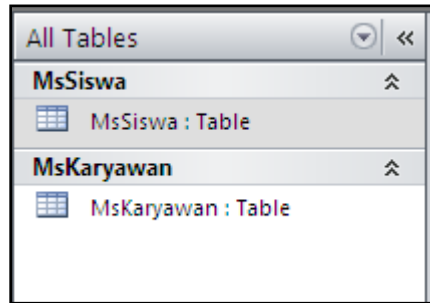 All Tables
MsSiswa
MsSiswa : Table
MsKaryawan
MsKaryawan : Table